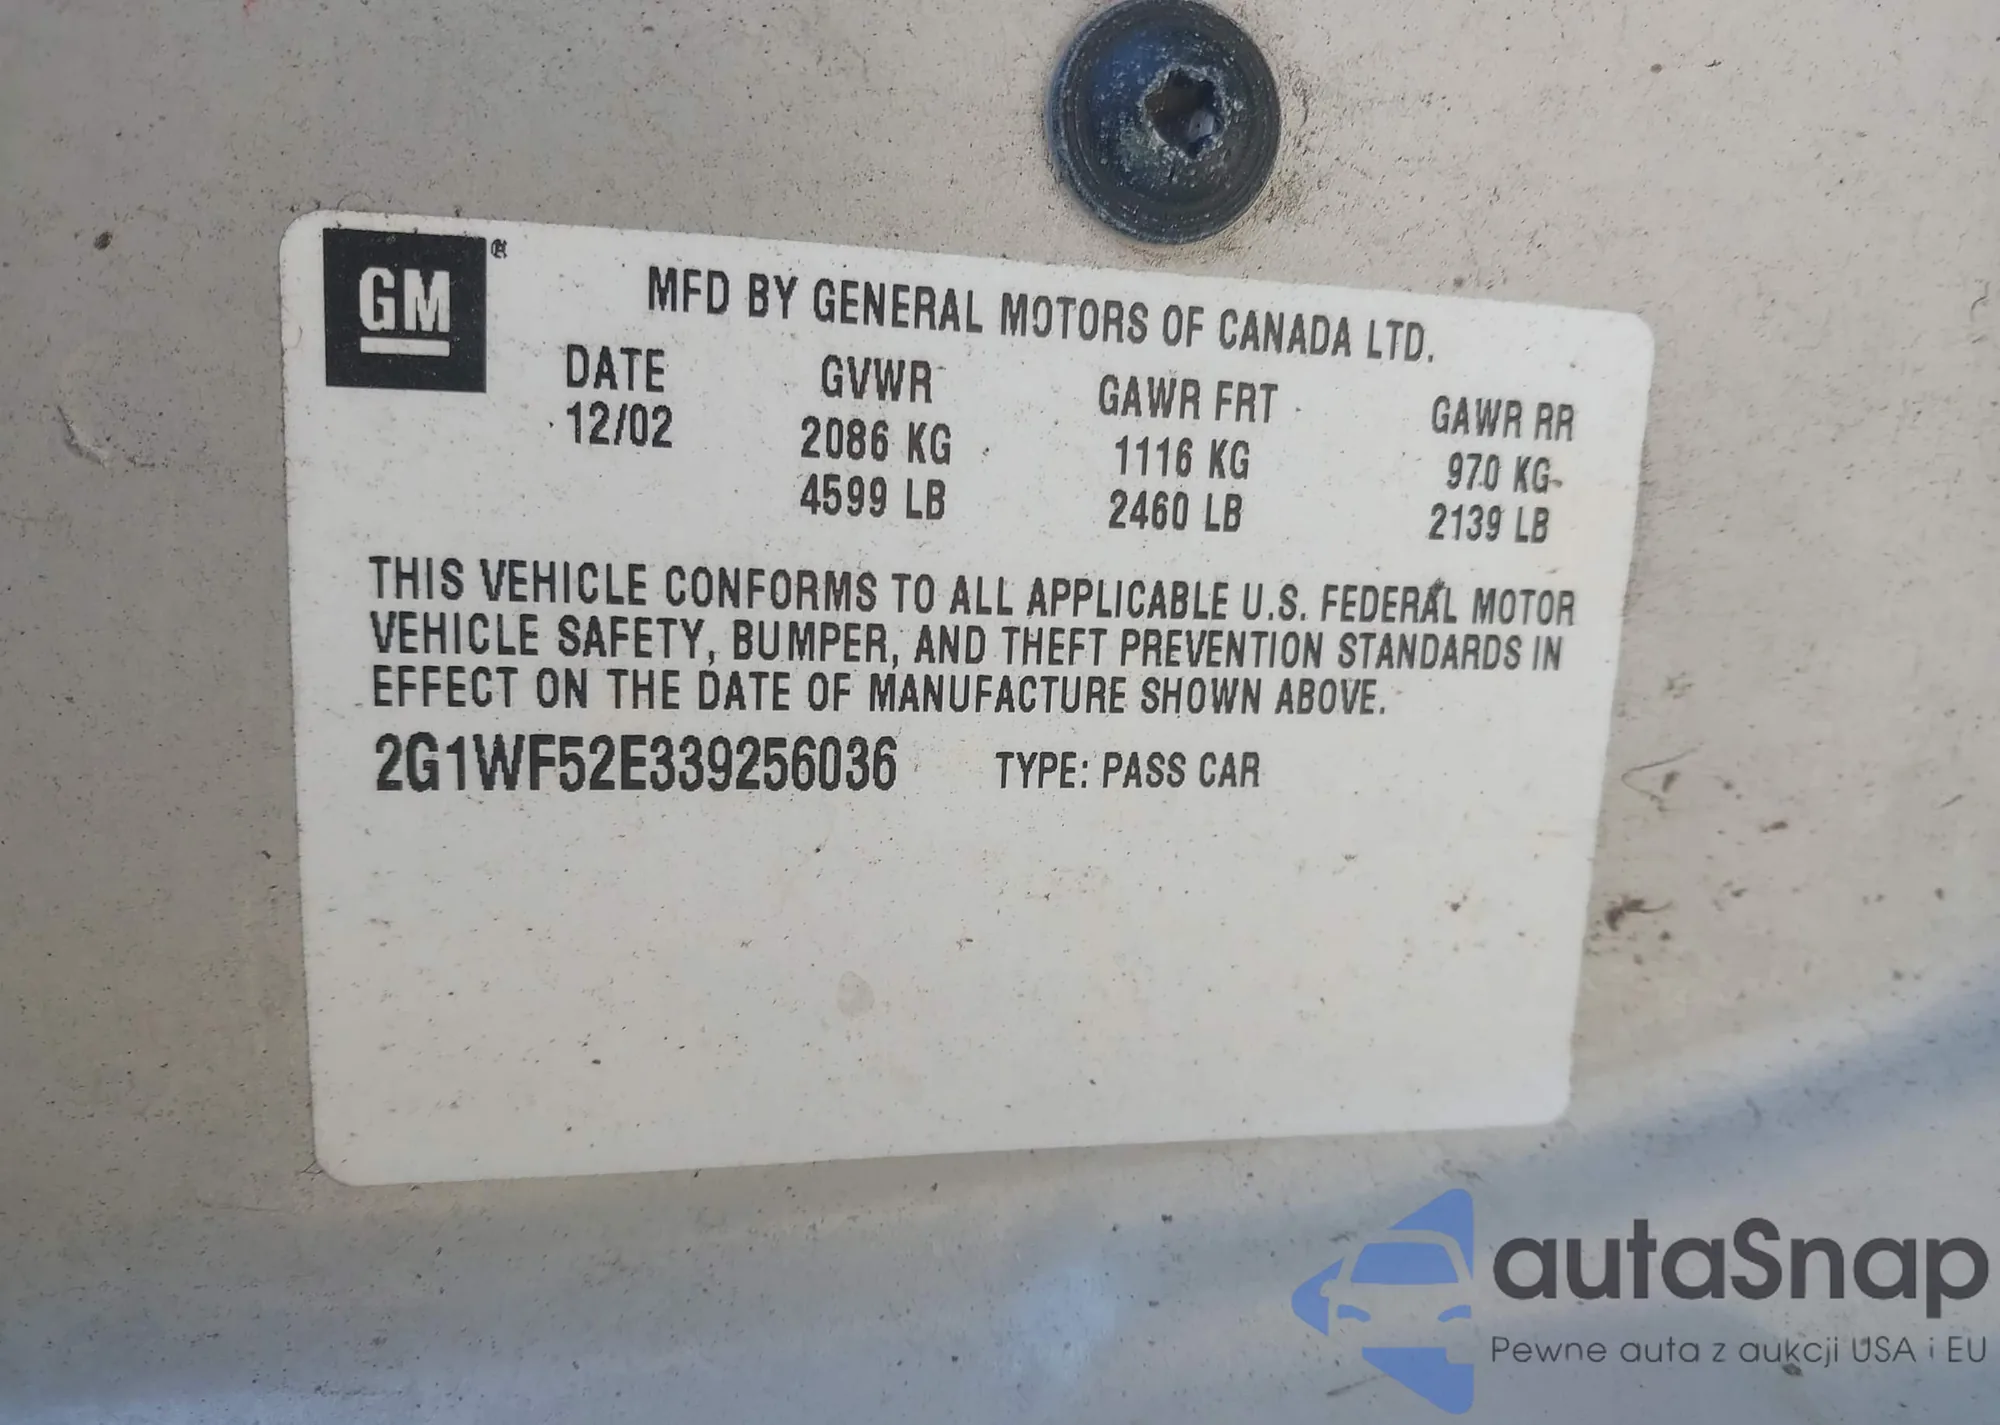 GM ®
MFD BY GENERAL MOTORS OF CANADA LTD.
DATE GVWR GAWR FRT GAWR RR
12/02 2086 KG 1116 KG 970 KG
4599 LB 2460 LB 2139 LB
THIS VEHICLE CONFORMS TO ALL APPLICABLE U.S. FEDERAL MOTOR
VEHICLE SAFETY, BUMPER, AND THEFT PREVENTION STANDARDS IN
EFFECT ON THE DATE OF MANUFACTURE SHOWN ABOVE.
2G1WF52E339256036 TYPE: PASS CAR
autaSnap
Pewne auta z aukcji USA i EU